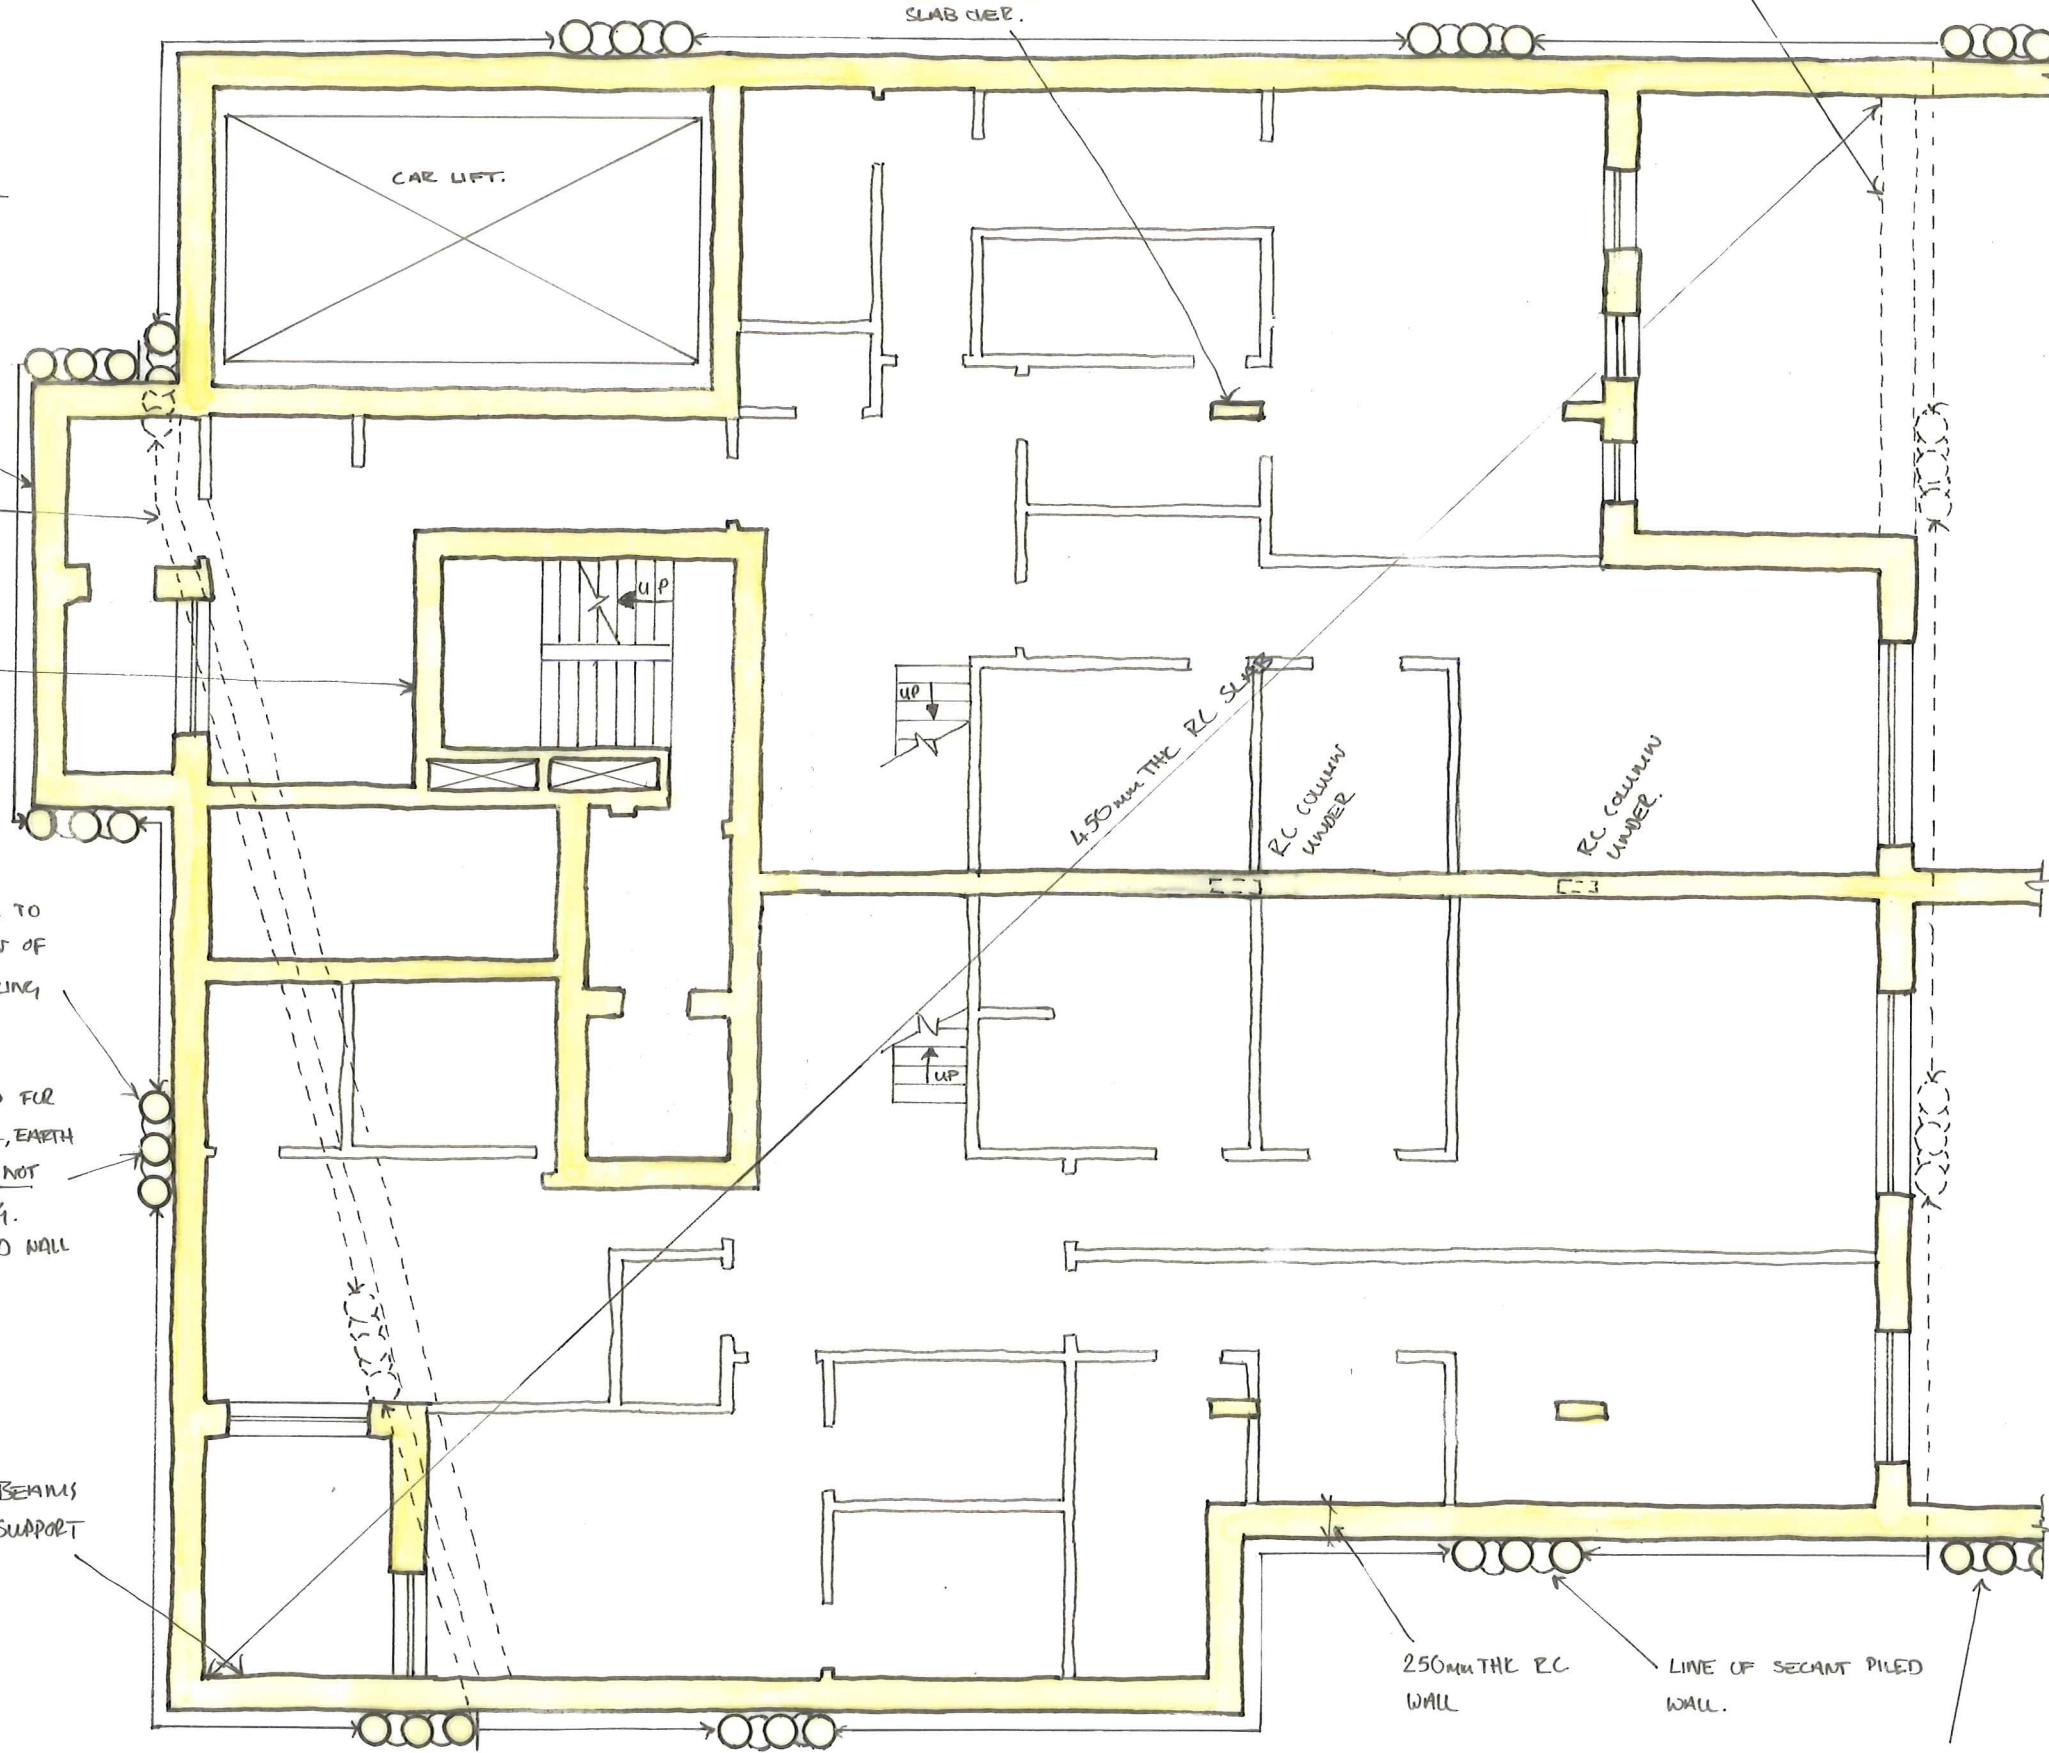 SLAB OVER.
CAR LIFT.
UP
UP
450mm THK RC SLAB
RC COLUMN
UNDER
RC COLUMN
UNDER.
TO
OF
UP
FOR
, EARTH
NOT
WALL
BEAMS
SUPPORT
250mm THK RC
WALL
LINE OF SECANT PILED
WALL.